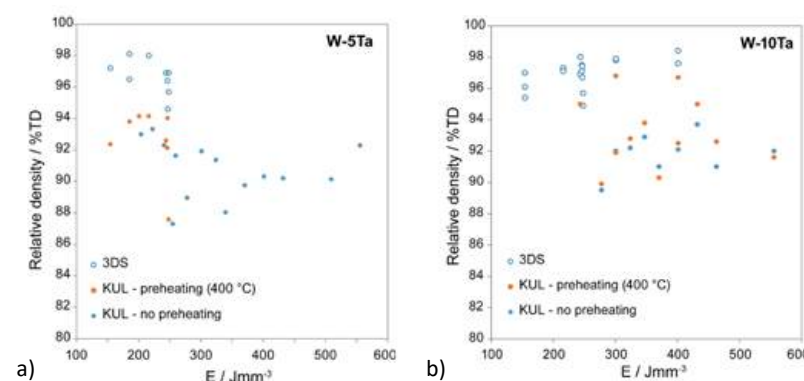 W-5Ta
Relative density / %TD
100
98
96
94
92
90
88
86
84
82
80
3DS
KUL - preheating (400 °C)
KUL - no preheating
100 200 300 400 500 600
E / Jmm-3
a)
W-10Ta
Relative density / %TD
100
98
96
94
92
90
88
86
84
82
80
3DS
KUL - preheating (400 °C)
KUL - no preheating
100 200 300 400 500 600
E / Jmm-3
b)